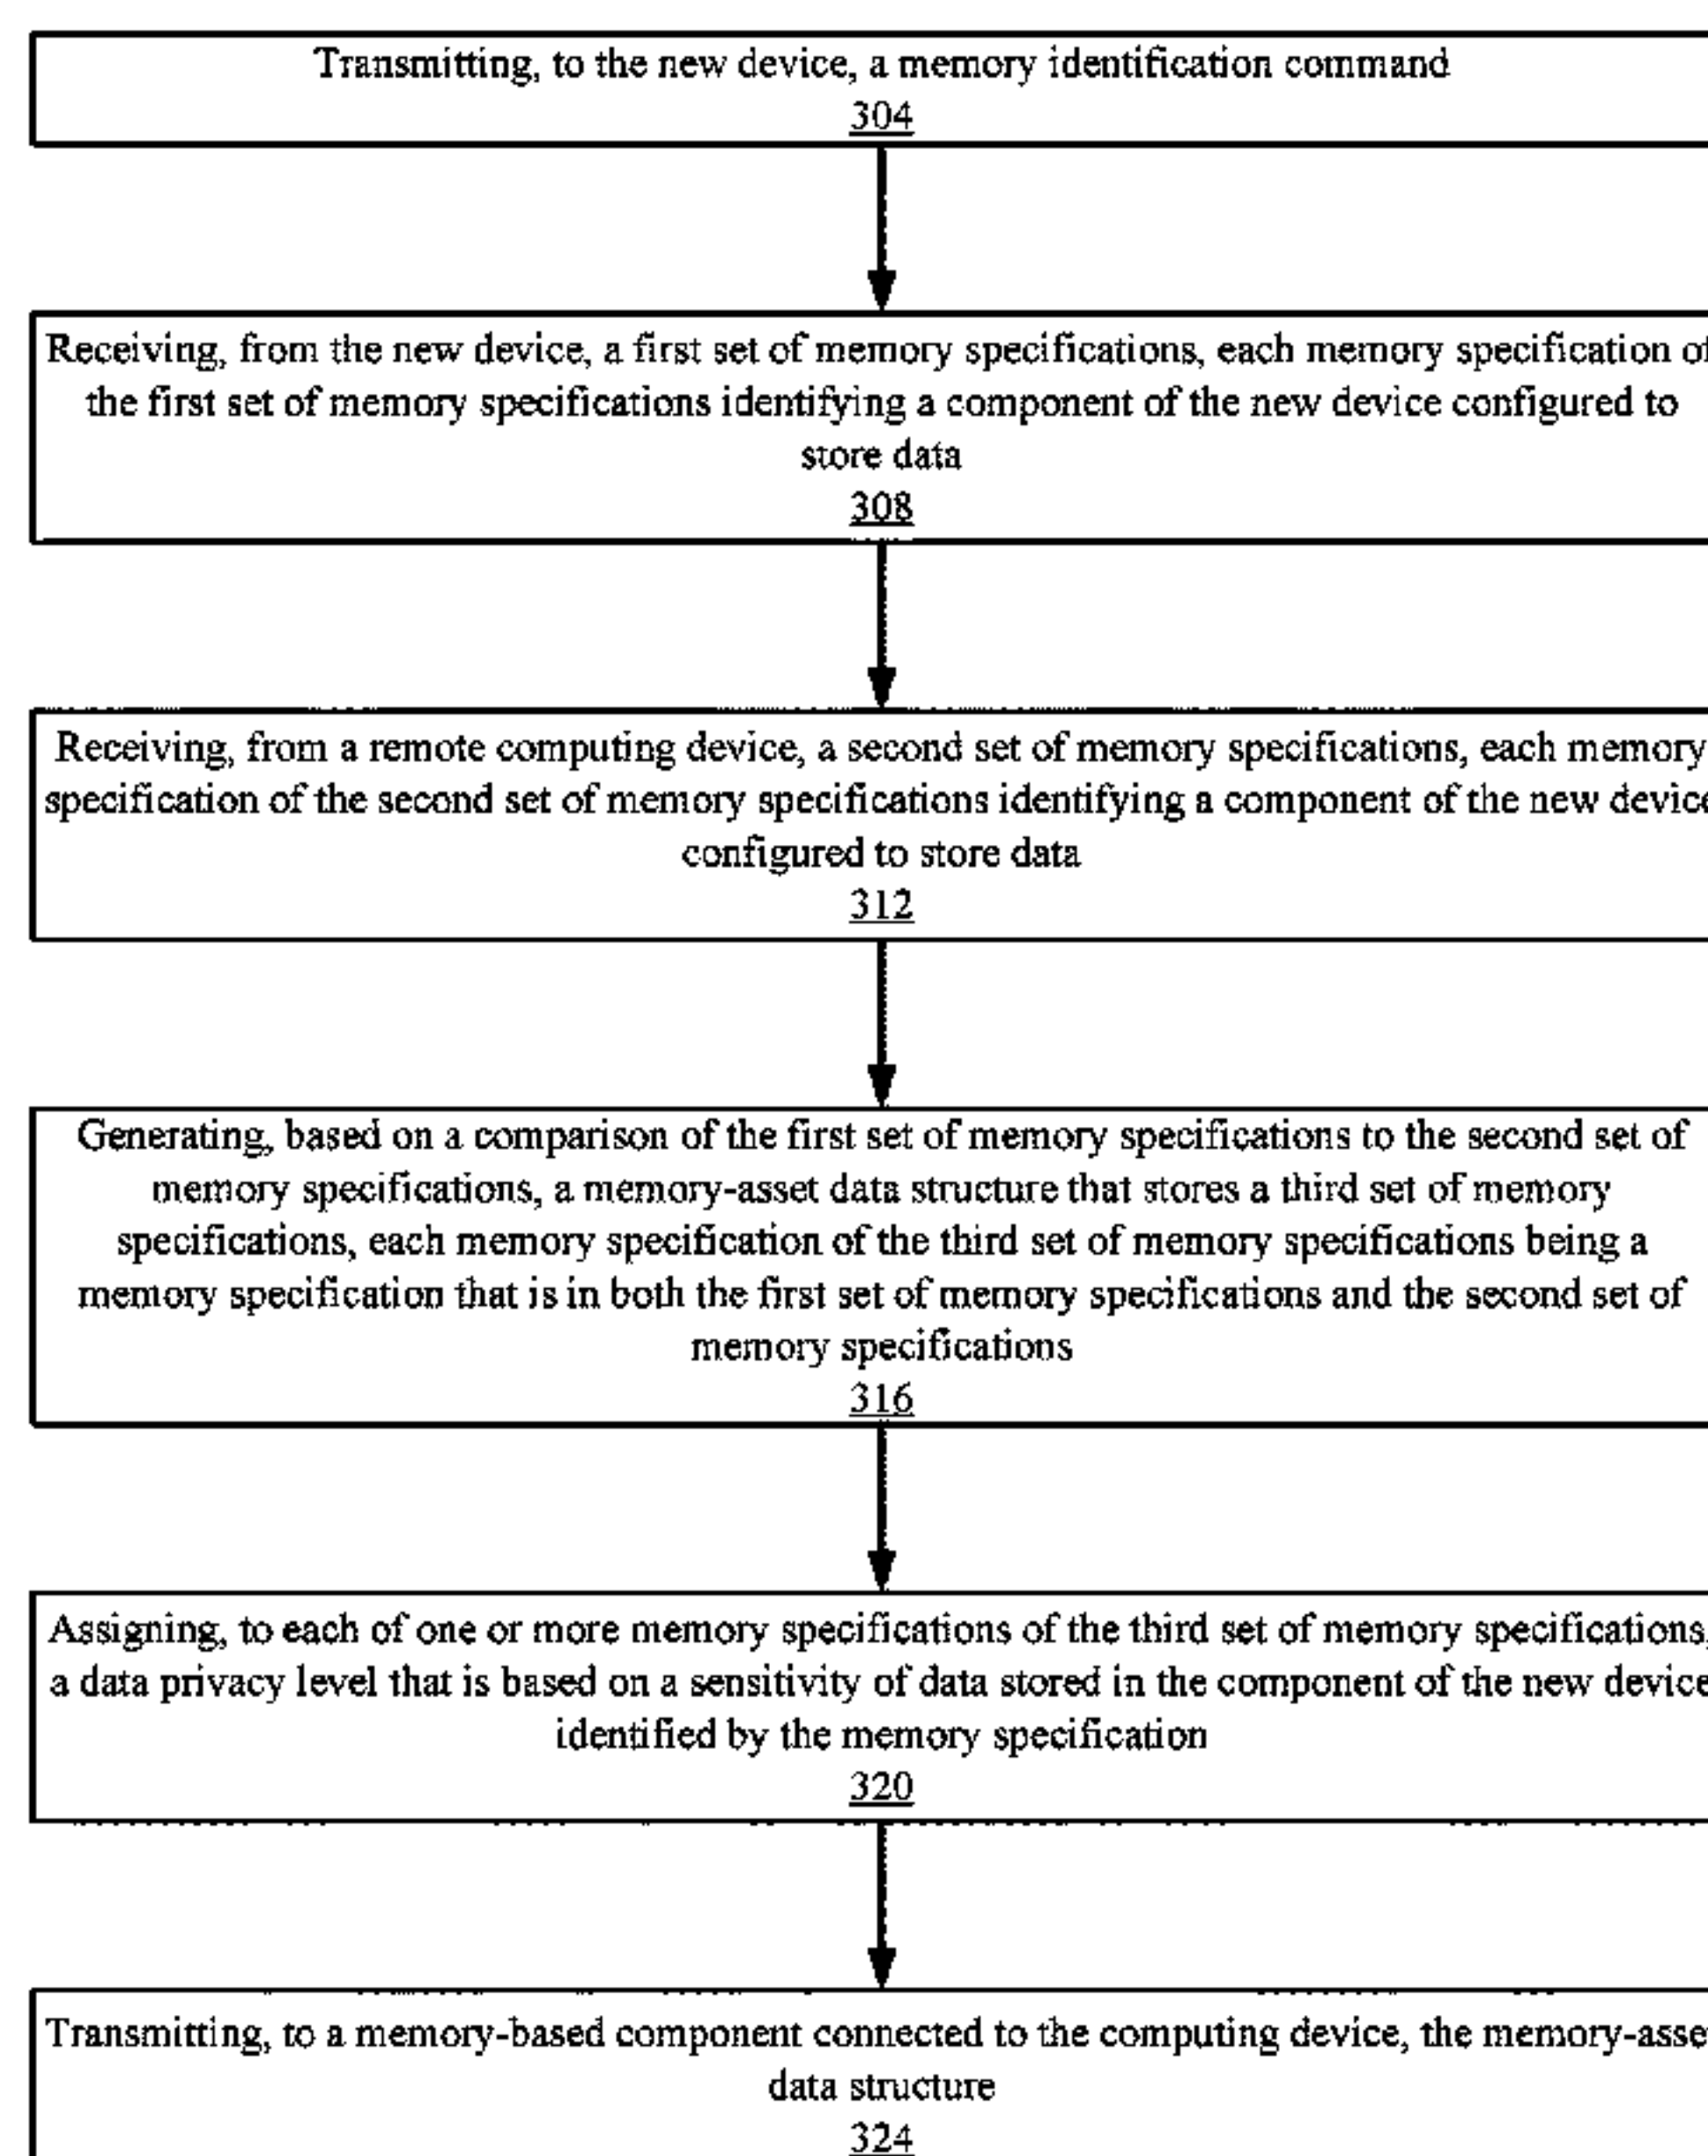 Transmitting, to the new device, a memory identification command
304
Receiving, from the new device, a first set of memory specifications, each memory specification of
the first set of memory specifications identifying a component of the new device configured to
store data
308
Receiving, from a remote computing device, a second set of memory specifications, each memory
specification of the second set of memory specifications identifying a component of the new device
configured to store data
312
Generating, based on a comparison of the first set of memory specifications to the second set of
memory specifications, a memory-asset data structure that stores a third set of memory
specifications, each memory specification of the third set of memory specifications being a
memory specification that is in both the first set of memory specifications and the second set of
memory specifications
316
Assigning, to each of one or more memory specifications of the third set of memory specifications,
a data privacy level that is based on a sensitivity of data stored in the component of the new device
identified by the memory specification
320
Transmitting, to a memory-based component connected to the computing device, the memory-asset
data structure
324